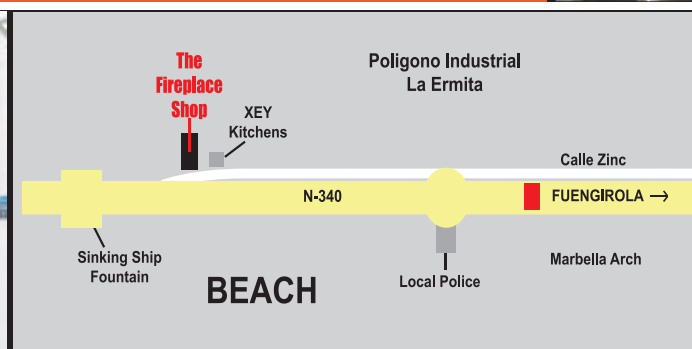 The
Fireplace
Shop
Poligono Industrial
La Ermita
XEY
Kitchens
Calle Zinc
N-340
FUENGIROLA →
Sinking Ship
Fountain
BEACH
Local Police
Marbella Arch